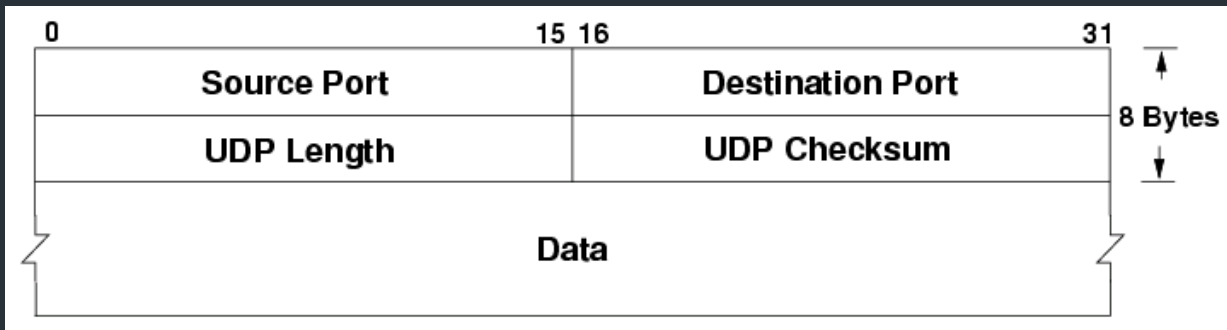 0 15 16 31
Source Port Destination Port
8 Bytes
UDP Length UDP Checksum
Data